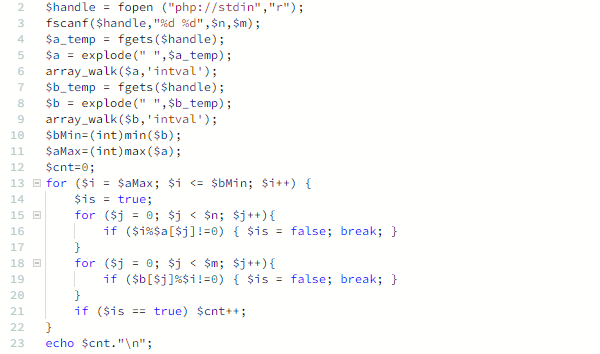 2 $handle = fopen ("php://stdin","r");
3 fscanf($handle,"%d %d",$n,$m);
4 $a_temp = fgets($handle);
5 $a = explode(" ",$a_temp);
6 array_walk($a,'intval');
7 $b_temp = fgets($handle);
8 $b = explode(" ",$b_temp);
9 array_walk($b,'intval');
10 $bMin=(int)min($b);
11 $aMax=(int)max($a);
12 $cnt=0;
13 for ($i = $aMax; $i <= $bMin; $i++) {
14     $is = true;
15     for ($j = 0; $j < $n; $j++){
16         if ($i%$a[$j]!=0) { $is = false; break; }
17     }
18     for ($j = 0; $j < $m; $j++){
19         if ($b[$j]%$i!=0) { $is = false; break; }
20     }
21     if ($is == true) $cnt++;
22 }
23 echo $cnt."\n";